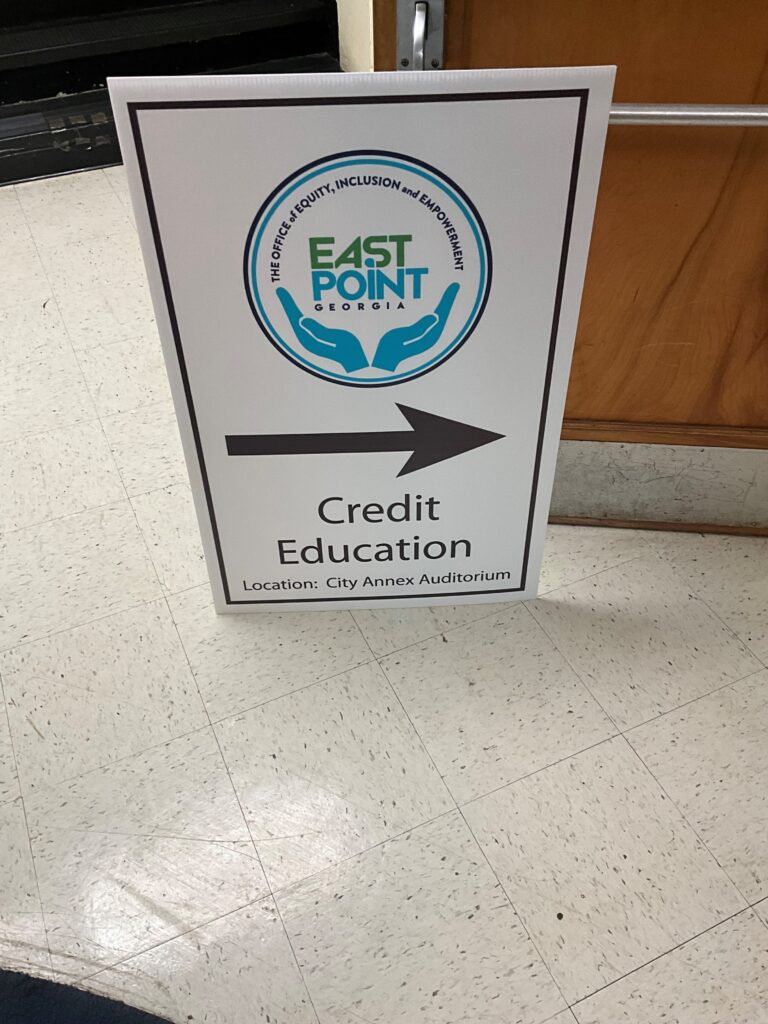 THE OFFICE of EQUITY, INCLUSION and EMPOWERMENT
EAST
POiNT
GEORGIA
Credit
Education
Location: City Annex Auditorium